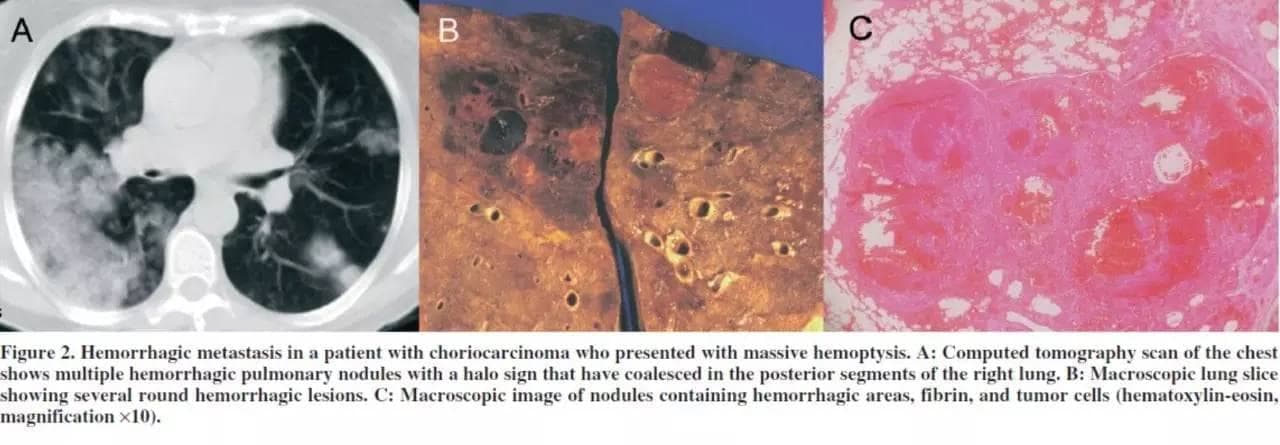 A
B
C
Figure 2. Hemorrhagic metastasis in a patient with choriocarcinoma who presented with massive hemoptysis. A: Computed tomography scan of the chest
shows multiple hemorrhagic pulmonary nodules with a halo sign that have coalesced in the posterior segments of the right lung. B: Macroscopic lung slice
showing several round hemorrhagic lesions. C: Macroscopic image of nodules containing hemorrhagic areas, fibrin, and tumor cells (hematoxylin-eosin,
magnification ×10).